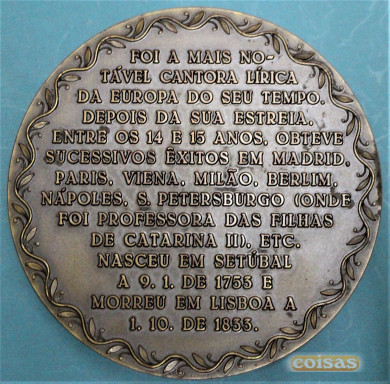 FOI A MAIS NO-
TÁVEL CANTORA LÍRICA
DA EUROPA DO SEU TEMPO.
DEPOIS DA SUA ESTREIA,
ENTRE OS 14 E 15 ANOS, OBTEVE
SUCESSIVOS ÊXITOS EM MADRID,
PARIS, VIENA, MILÃO, BERLIM,
NÁPOLES, S. PETERSBURGO (ONDE
FOI PROFESSORA DAS FILHAS
DE CATARINA II), ETC.
NASCEU EM SETÚBAL
A 9. 1. DE 1753 E
MORREU EM LISBOA A
1. 10. DE 1833.
coisas